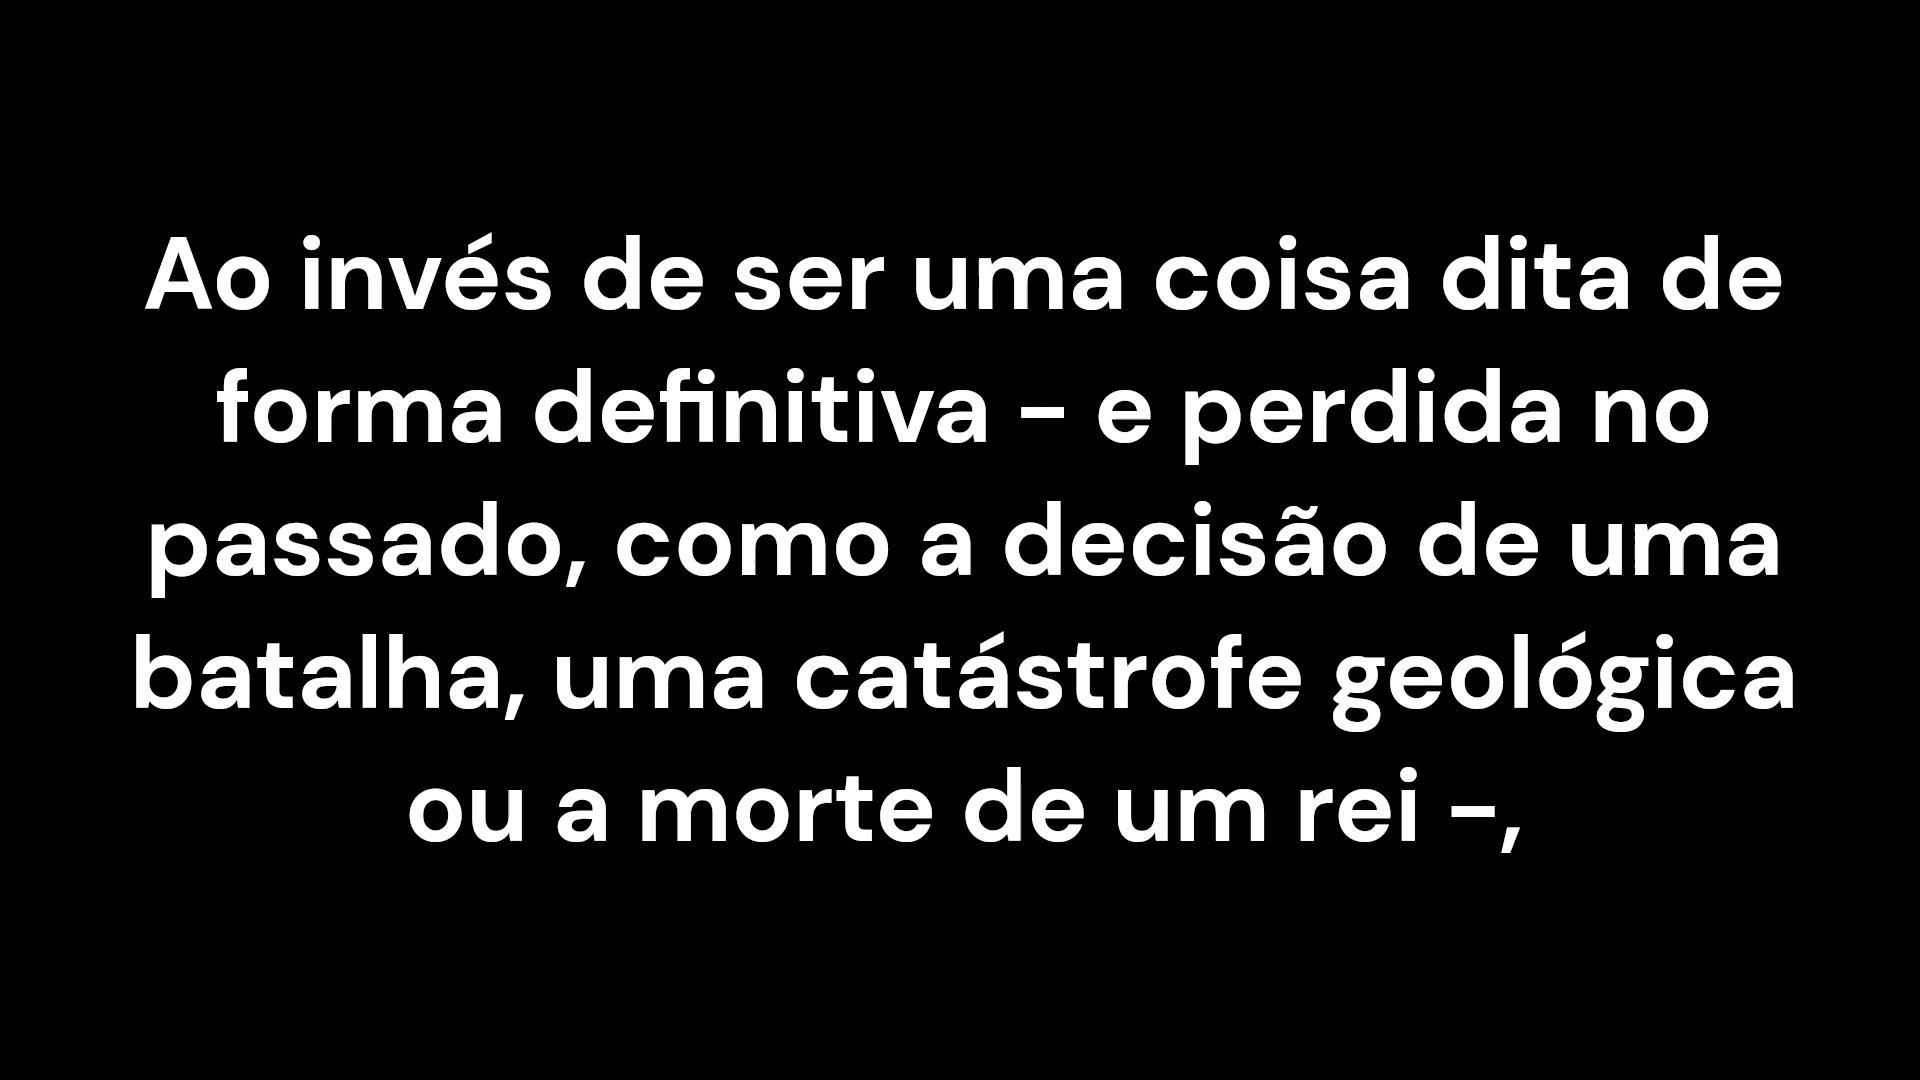 Ao invés de ser uma coisa dita de
forma definitiva - e perdida no
passado, como a decisão de uma
batalha, uma catástrofe geológica
ou a morte de um rei -,